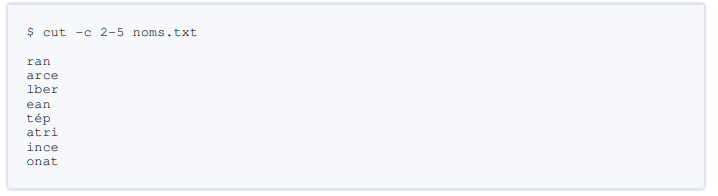 $ cut -c 2-5 noms.txt
ran
arce
lber
ean
tép
atri
ince
onat